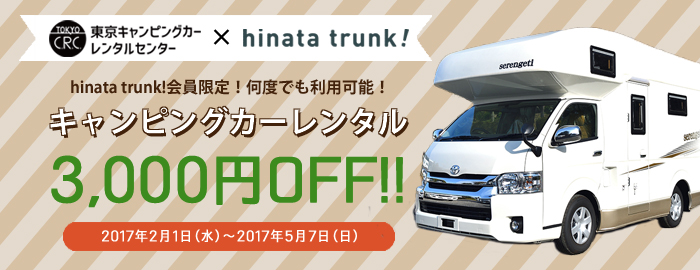 TOKYO
CRC
東京キャンピングカー
レンタルセンター
×
hinata trunk!
hinata trunk!会員限定！何度でも利用可能！
キャンピングカーレンタル
3,000円OFF!!
2017年2月1日（水）～2017年5月7日（日）
serengeti